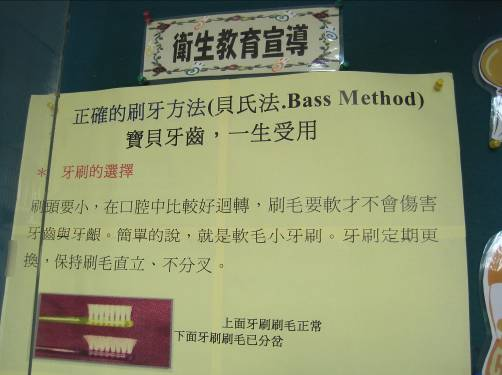 衛生教育宣導
正確的刷牙方法(貝氏法.Bass Method)
寶貝牙齒，一生受用
* 牙刷的選擇
刷頭要小，在口腔中比較好迴轉，刷毛要軟才不會傷害
牙齒與牙齦。簡單的說，就是軟毛小牙刷。牙刷定期更
換，保持刷毛直立、不分叉。
上面牙刷刷毛正常
下面牙刷刷毛已分岔